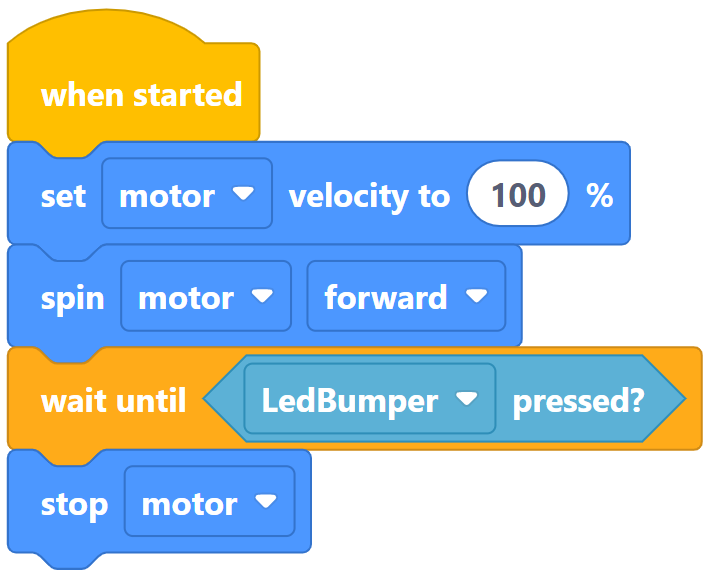 when started
set motor velocity to 100 %
spin motor forward
wait until LedBumper pressed?
stop motor